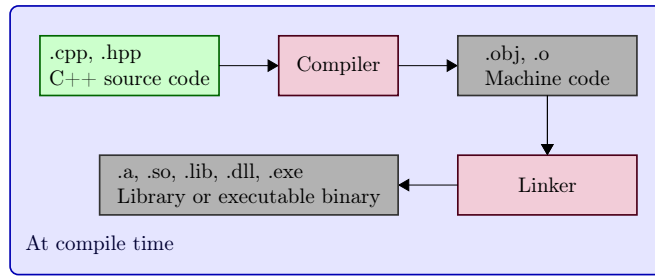 .cpp, .hpp
C++ source code
Compiler
.obj, .o
Machine code
.a, .so, .lib, .dll, .exe
Library or executable binary
Linker
At compile time